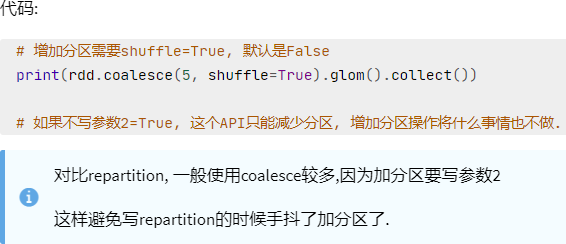 代码:
# 增加分区需要shuffle=True, 默认是False
print(rdd.coalesce(5, shuffle=True).glom().collect())
# 如果不写参数2=True, 这个API只能减少分区, 增加分区操作将什么事情也不做.
对比repartition, 一般使用coalesce较多,因为加分区要写参数2
这样避免写repartition的时候手抖了加分区了.